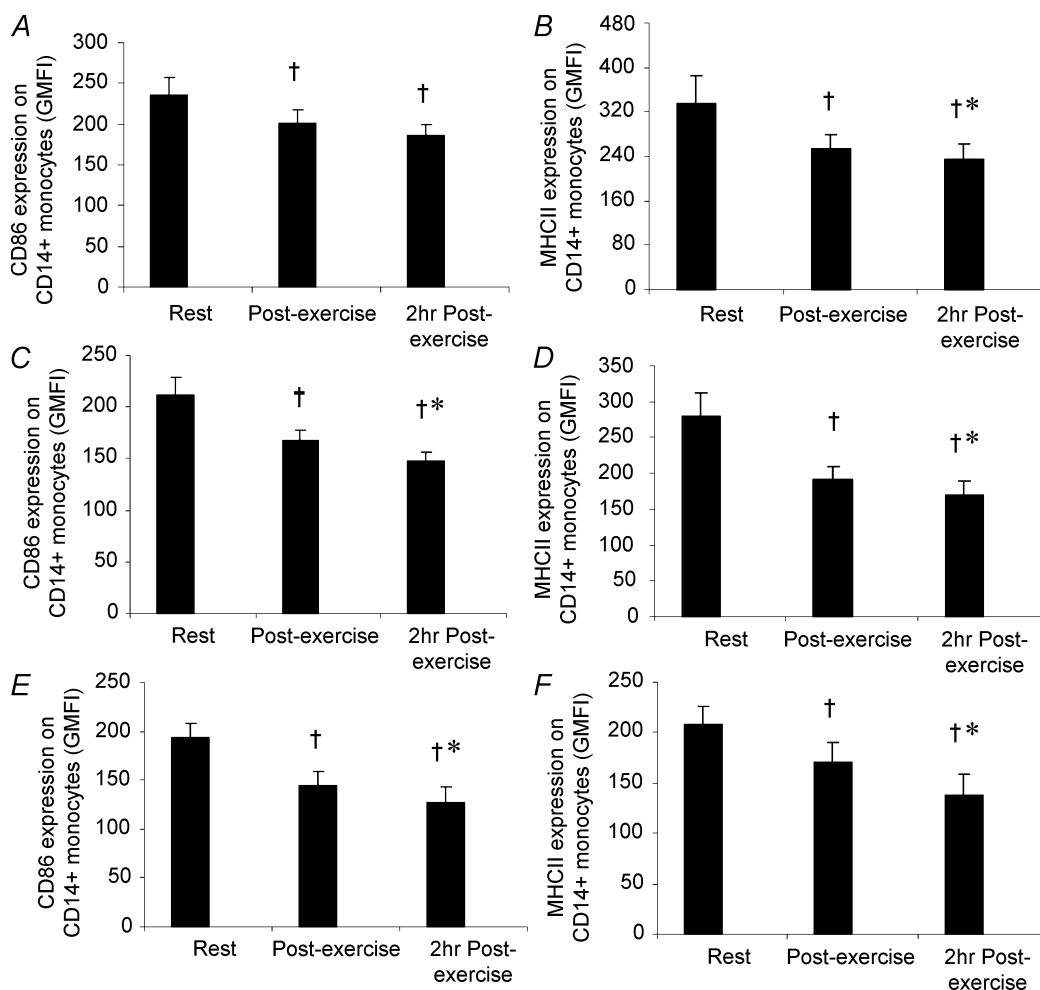 A
CD86 expression on
CD14+ monocytes (GMFI)
300
250
200
150
100
50
0
†
†
Rest
Post-exercise
2hr Post-
exercise
B
MHCII expression on
CD14+ monocytes (GMFI)
480
400
320
240
160
80
0
†
†*
Rest
Post-exercise
2hr Post-
exercise
C
CD86 expression on
CD14+ monocytes (GMFI)
250
200
150
100
50
0
†
†*
Rest
Post-exercise
2hr Post-
exercise
D
MHCII expression on
CD14+ monocytes (GMFI)
350
300
250
200
150
100
50
0
†
†*
Rest
Post-exercise
2hr Post-
exercise
E
CD86 expression on
CD14+ monocytes (GMFI)
250
200
150
100
50
0
†
†*
Rest
Post-exercise
2hr Post-
exercise
F
MHCII expression on
CD14+ monocytes (GMFI)
250
200
150
100
50
0
†
†*
Rest
Post-exercise
2hr Post-
exercise